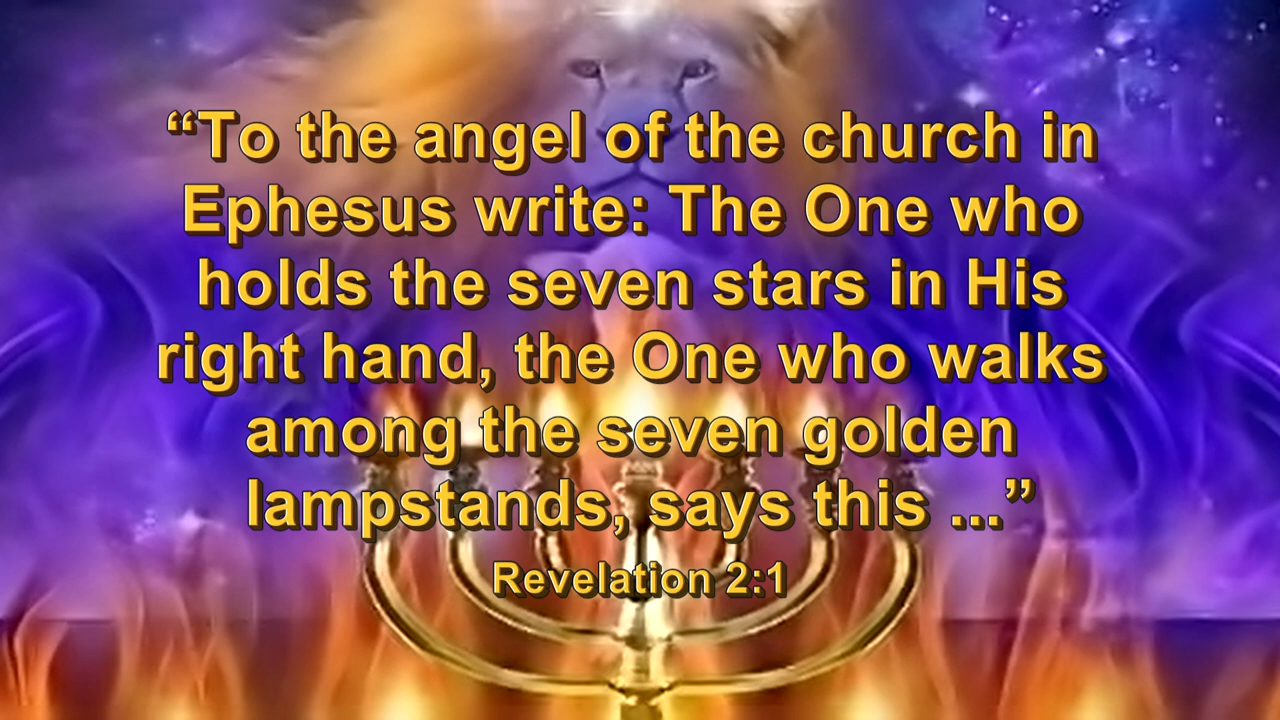 “To the angel of the church in
Ephesus write: The One who
holds the seven stars in His
right hand, the One who walks
among the seven golden
lampstands, says this ...”
Revelation 2:1